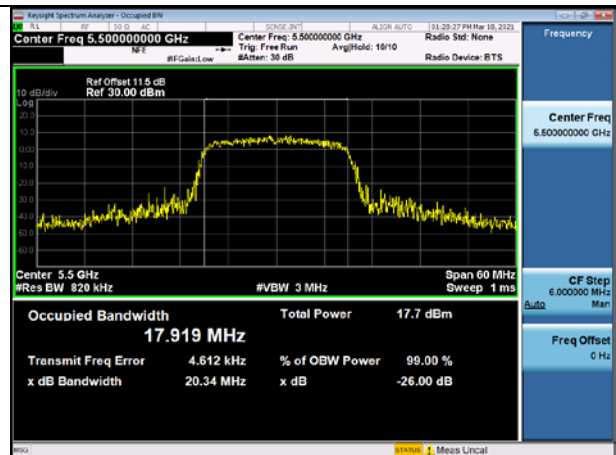 Keysight Spectrum Analyzer - Occupied BW
RL RF 50 Ω AC SENSE:INT ALIGN AUTO 01:20:27 PM Mar 18, 2021
Center Freq 5.500000000 GHz Center Freq: 5.500000000 GHz Radio Std: None Frequency
NFE Trig: Free Run Avg|Hold: 10/10
#IFGain:Low #Atten: 30 dB Radio Device: BTS
Ref Offset 11.5 dB
10 dB/div Ref 30.00 dBm
Log
20.0
10.0
0.00
10.0
20.0
30.0
40.0
50.0
60.0
Center Freq
5.500000000 GHz
Center 5.5 GHz Span 60 MHz
#Res BW 820 kHz #VBW 3 MHz Sweep 1 ms
CF Step
6.000000 MHz
Auto Man
Occupied Bandwidth Total Power 17.7 dBm
17.919 MHz
Freq Offset
0 Hz
Transmit Freq Error 4.612 kHz % of OBW Power 99.00 %
x dB Bandwidth 20.34 MHz x dB -26.00 dB
MSG STATUS ! Meas Uncal